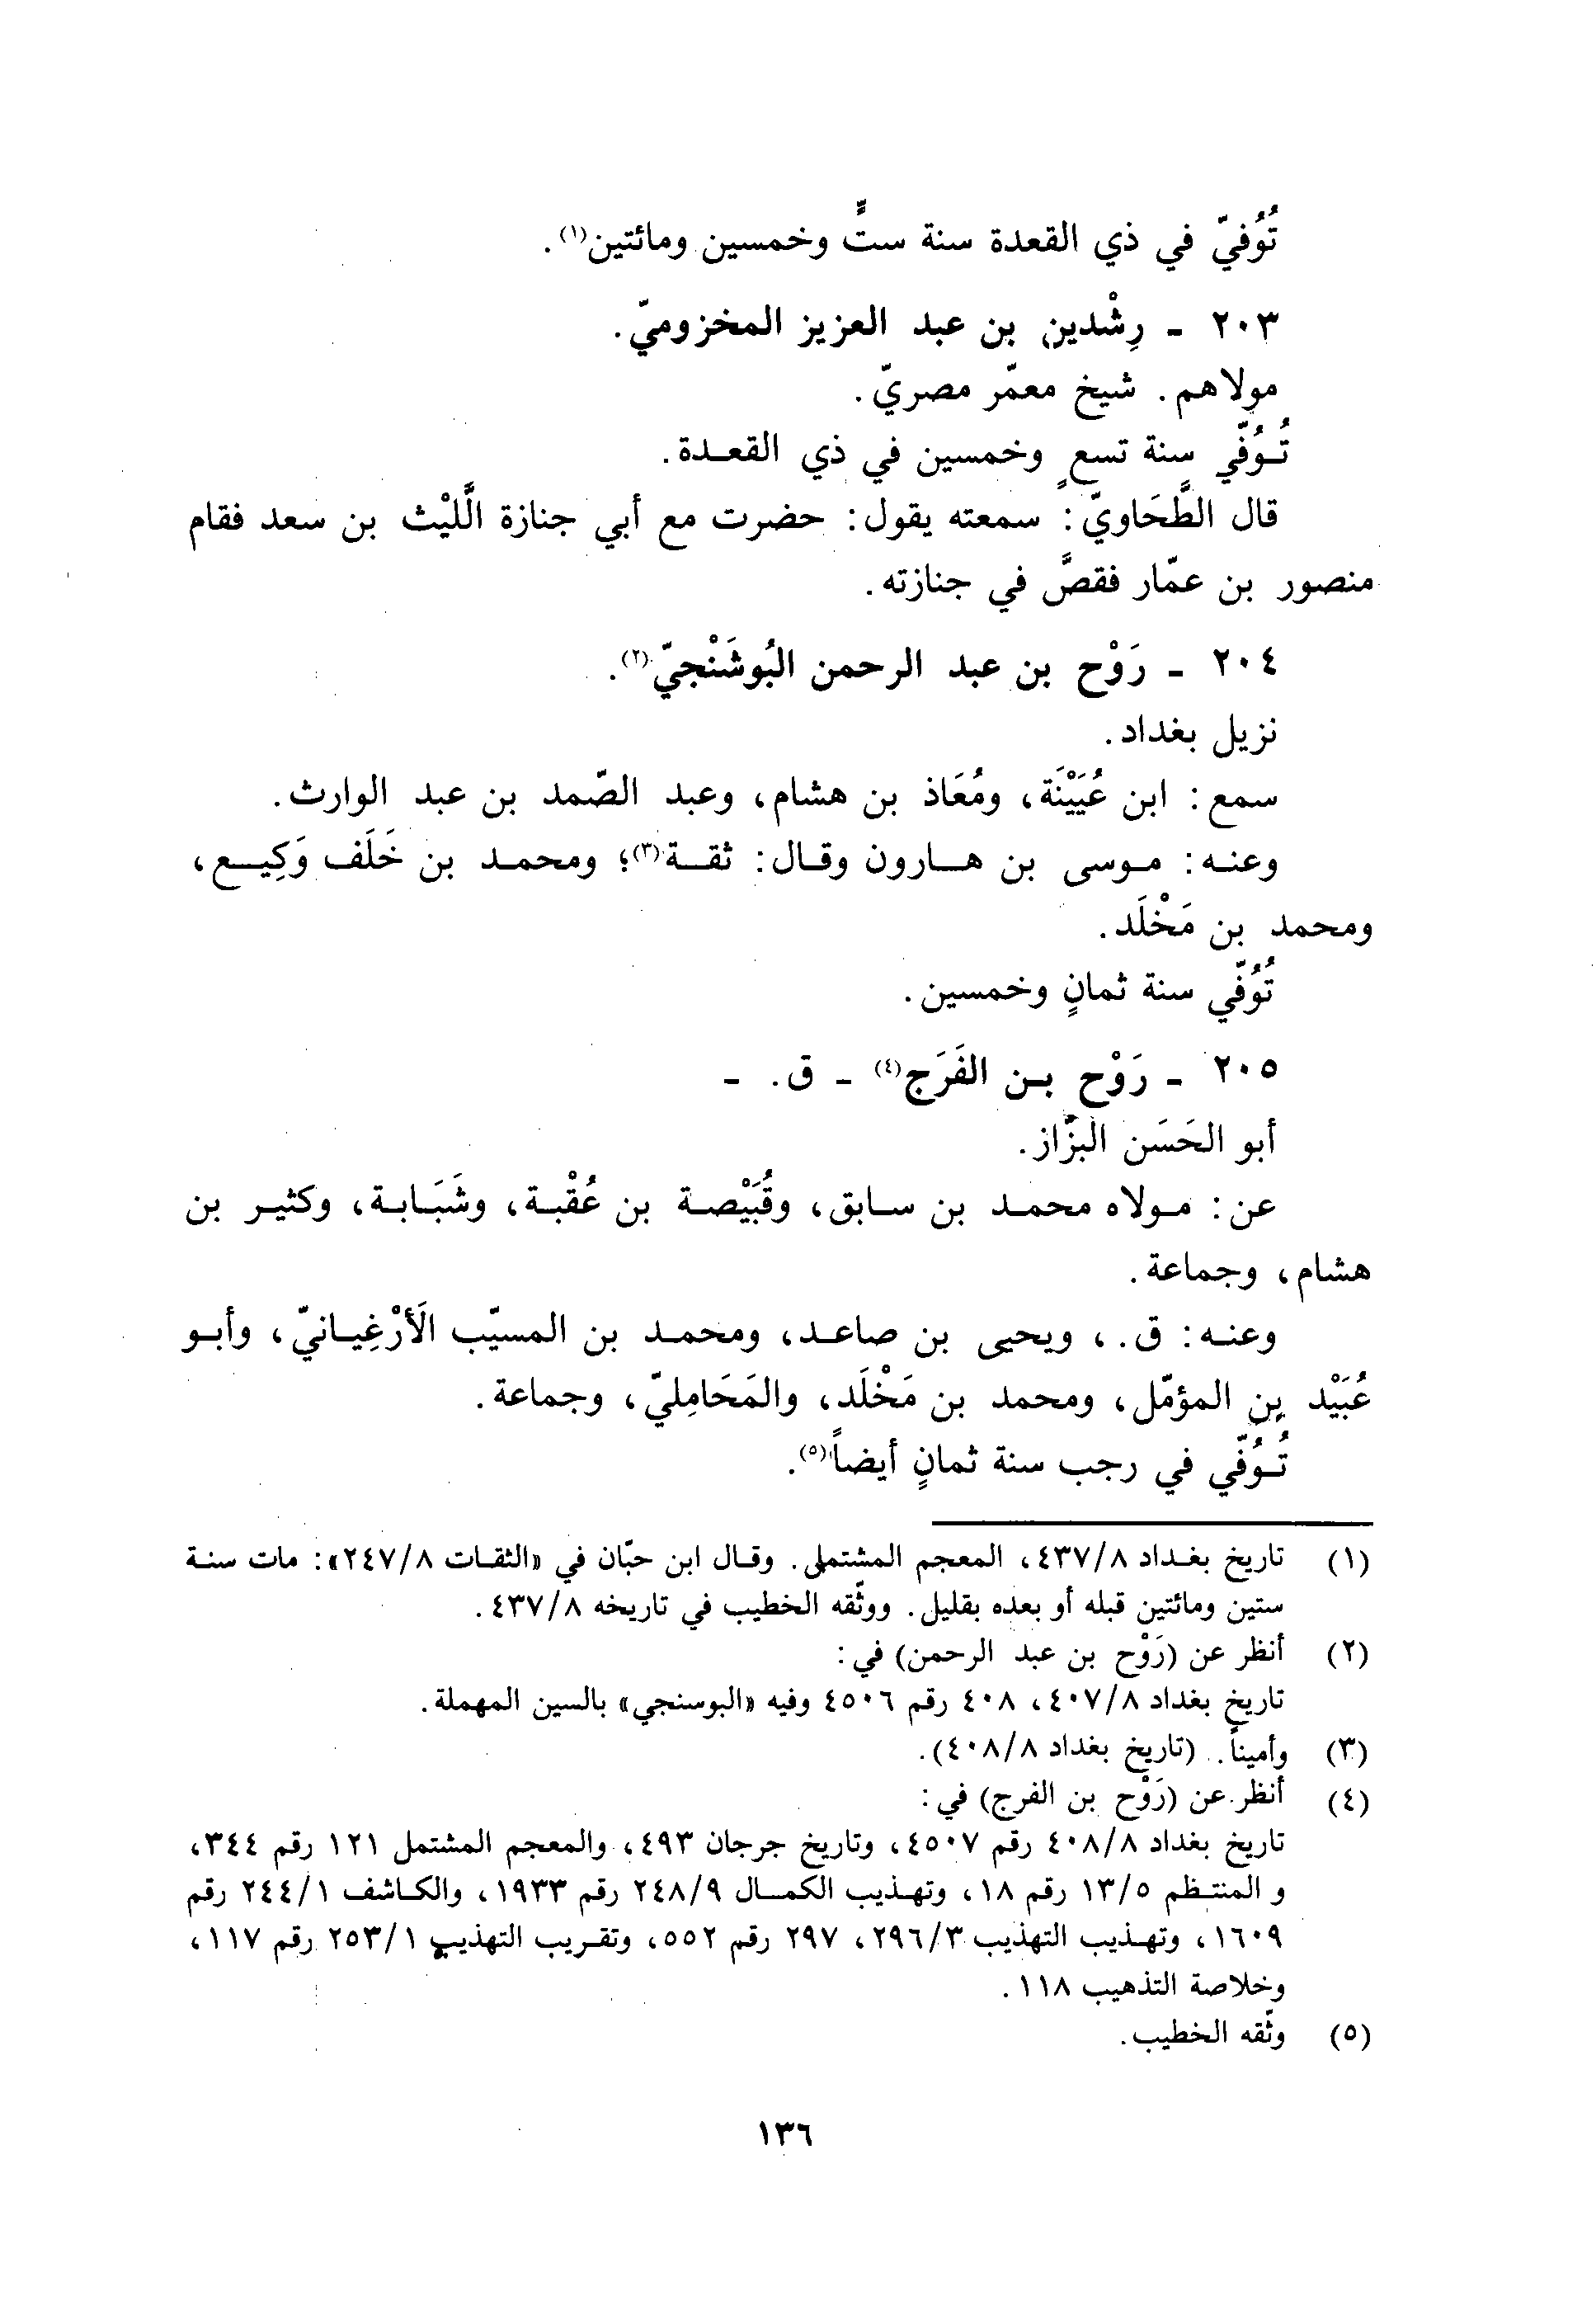 تُوُفيّ في ذي القعدة سنة ستٍّ وخمسين ومائتين(١).
٢٠٣ - رِشْدين بن عبد العزيز المخزوميّ.
مولاهم. شيخ معمّر مصريّ.
تُوُفّي سنة تسعٍ وخمسين في ذي القعدة.
قال الطَّحَاويّ: سمعته يقول: حضرت مع أبي جنازة اللَّيْث بن سعد فقام
منصور بن عمّار فقصَّ في جنازته.
٢٠٤ - رَوْح بن عبد الرحمن البُوشَنْجيّ(٢).
نزيل بغداد.
سمع: ابن عُيَيْنَة، ومُعَاذ بن هشام، وعبد الصّمد بن عبد الوارث.
وعنه: موسى بن هارون وقال: ثقة(٣)؛ ومحمد بن خَلَف وَكِيع،
ومحمد بن مَخْلَد.
تُوُفّي سنة ثمانٍ وخمسين.
٢٠٥ - رَوْح بن الفَرَج(٤) - ق. -
أبو الحَسَن البزَّاز.
عن: مولاه محمد بن سابق، وقُبَيْصة بن عُقْبة، وشَبَابة، وكثير بن
هشام، وجماعة.
وعنه: ق.، ويحيى بن صاعد، ومحمد بن المسيّب الَأرْغِيانيّ، وأبو
عُبَيْد بن المؤمّل، ومحمد بن مَخْلَد، والمَحَامِليّ، وجماعة.
تُوُفّي في رجب سنة ثمانٍ أيضاً(٥).
(١) تاريخ بغداد ٤٣٧/٨، المعجم المشتملى. وقال ابن حبّان في «الثقات ٢٤٧/٨»: مات سنة
ستين ومائتين قبله أو بعده بقليل. ووثّقه الخطيب في تاريخه ٤٣٧/٨.
(٢) أنظر عن (رَوْح بن عبد الرحمن) في:
تاريخ بغداد ٤٠٧/٨، ٤٠٨ رقم ٤٥٠٦ وفيه «البوسنجي» بالسين المهملة.
(٣) وأميناً. (تاريخ بغداد ٤٠٨/٨).
(٤) أنظر عن (رَوْح بن الفرج) في:
تاريخ بغداد ٤٠٨/٨ رقم ٤٥٠٧، وتاريخ جرجان ٤٩٣، والمعجم المشتمل ١٢١ رقم ٣٤٤،
و المنتظم ١٣/٥ رقم ١٨، وتهذيب الكمال ٢٤٨/٩ رقم ١٩٣٣، والكاشف ٢٤٤/١ رقم
١٦٠٩، وتهذيب التهذيب ٢٩٦/٣، ٢٩٧ رقم ٥٥٢، وتقريب التهذيب ٢٥٣/١ رقم ١١٧،
وخلاصة التذهيب ١١٨.
(٥) وثّقه الخطيب.
١٣٦